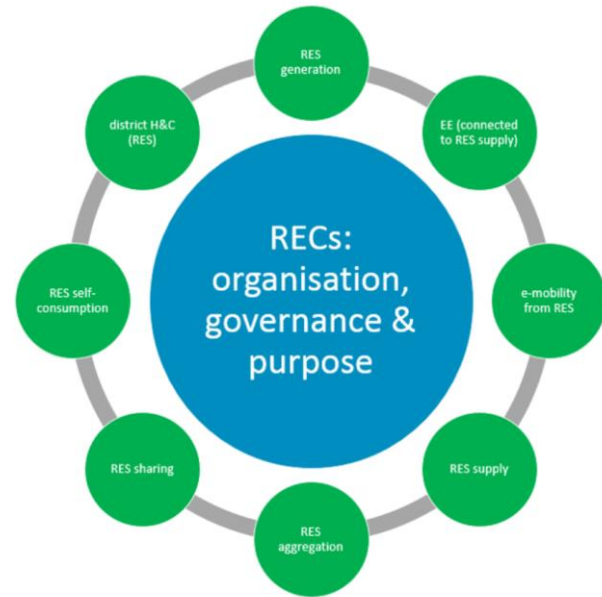 RES
generation
EE (connected
to RES supply)
e-mobility
from RES
RES supply
RES
aggregation
RES sharing
RES self-
consumption
district H&C
(RES)
RECs:
organisation,
governance &
purpose